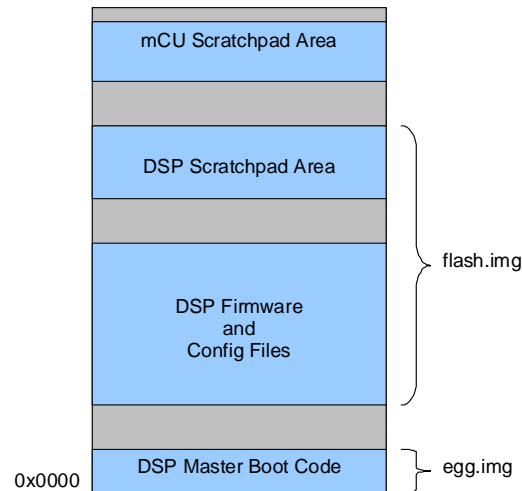 mCU Scratchpad Area
DSP Scratchpad Area
flash.img
DSP Firmware
and
Config Files
DSP Master Boot Code
egg.img
0x0000